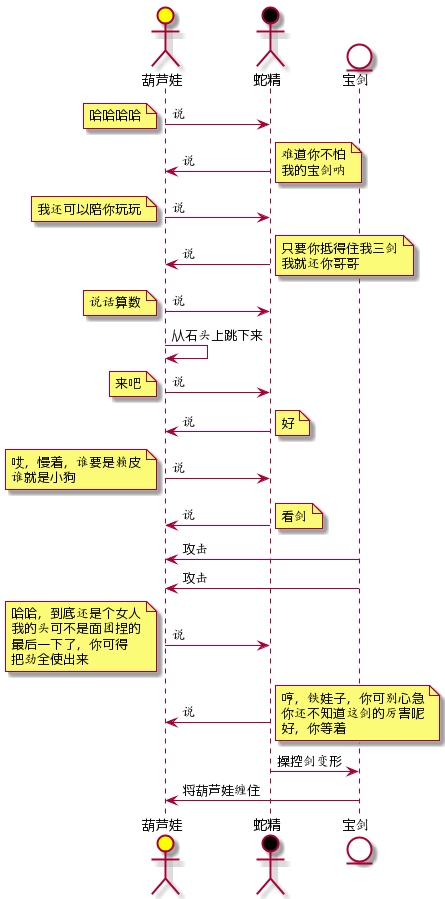 葫芦娃
蛇精
宝剑
哈哈哈哈
说
难道你不怕
我的宝剑呐
说
我还可以陪你玩玩
说
只要你抵得住我三剑
我就还你哥哥
说
说话算数
说
从石头上跳下来
来吧
说
好
说
哎，慢着，谁要是赖皮
谁就是小狗
说
看剑
说
攻击
攻击
哈哈，到底还是个女人
我的头可不是面团捏的
最后一下了，你可得
把劲全使出来
说
哼，铁娃子，你可别心急
你还不知道这剑的厉害呢
好，你等着
说
操控剑变形
将葫芦娃缠住
葫芦娃
蛇精
宝剑